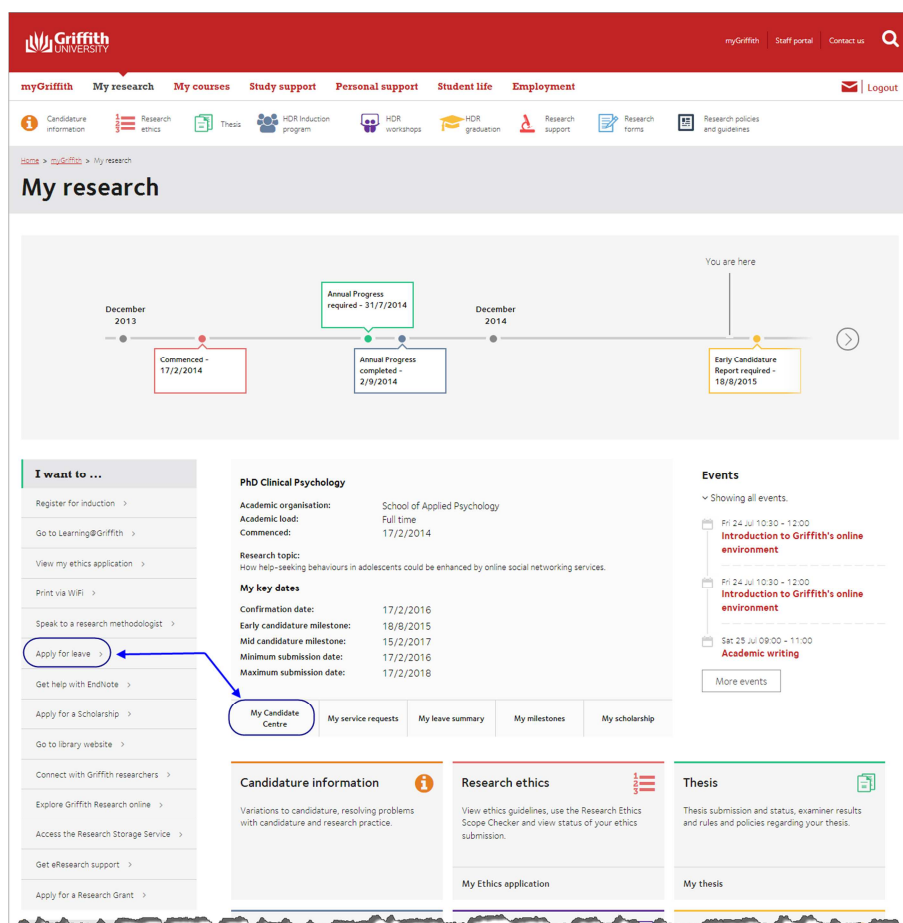 Griffith
UNIVERSITY
myGriffith
Staff portal
Contact us
myGriffith
My research
My courses
Study support
Personal support
Student life
Employment
Logout
Candidature
information
Research
ethics
Thesis
HDR Induction
program
HDR
workshops
HDR
graduation
Research
support
Research
forms
Research policies
and guidelines
Home > myGriffith > My research
My research
You are here
December
2013
Annual Progress
required - 31/7/2014
December
2014
Commenced -
17/2/2014
Annual Progress
completed -
2/9/2014
Early Candidature
Report required -
18/8/2015
I want to ...
Register for induction >
Go to Learning@Griffith >
View my ethics application >
Print via WiFi >
Speak to a research methodologist >
Apply for leave >
Get help with EndNote >
Apply for a Scholarship >
Go to library website >
Connect with Griffith researchers >
Explore Griffith Research online >
Access the Research Storage Service >
Get eResearch support >
Apply for a Research Grant >
PhD Clinical Psychology
Academic organisation: School of Applied Psychology
Academic load: Full time
Commenced: 17/2/2014
Research topic:
How help-seeking behaviours in adolescents could be enhanced by online social networking services.
My key dates
Confirmation date: 17/2/2016
Early candidature milestone: 18/8/2015
Mid candidature milestone: 15/2/2017
Minimum submission date: 17/2/2016
Maximum submission date: 17/2/2018
My Candidate
Centre
My service requests
My leave summary
My milestones
My scholarship
Events
Showing all events.
Fri 24 Jul 10:30 - 12:00
Introduction to Griffith's online
environment
Fri 24 Jul 10:30 - 12:00
Introduction to Griffith's online
environment
Sat 25 Jul 09:00 - 11:00
Academic writing
More events
Candidature information
Variations to candidature, resolving problems
with candidature and research practice.
Research ethics
View ethics guidelines, use the Research Ethics
Scope Checker and view status of your ethics
submission.
My Ethics application
Thesis
Thesis submission and status, examiner results
and rules and policies regarding your thesis.
My thesis